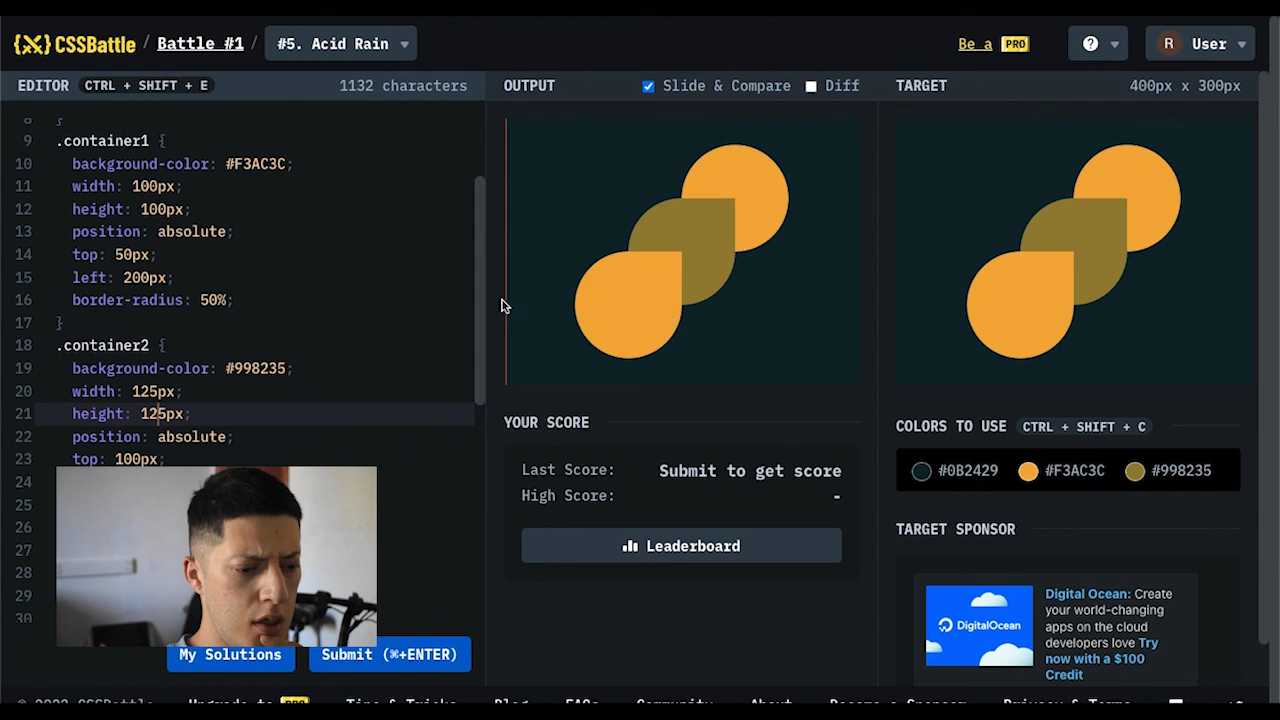 {X} CSSBattle / Battle #1 / #5. Acid Rain
Be a PRO
? R User
EDITOR CTRL + SHIFT + E 1132 characters
OUTPUT Slide & Compare Diff
TARGET 400px x 300px
8 }
9 .container1 {
10 background-color: #F3AC3C;
11 width: 100px;
12 height: 100px;
13 position: absolute;
14 top: 50px;
15 left: 200px;
16 border-radius: 50%;
17 }
18 .container2 {
19 background-color: #998235;
20 width: 125px;
21 height: 125px;
22 position: absolute;
23 top: 100px;
24
25
26
27
28
29
30
My Solutions Submit (⌘+ENTER)
YOUR SCORE
Last Score: Submit to get score
High Score: -
Leaderboard
COLORS TO USE CTRL + SHIFT + C
#0B2429 #F3AC3C #998235
TARGET SPONSOR
DigitalOcean
Digital Ocean: Create
your world-changing
apps on the cloud
developers love Try
now with a $100
Credit